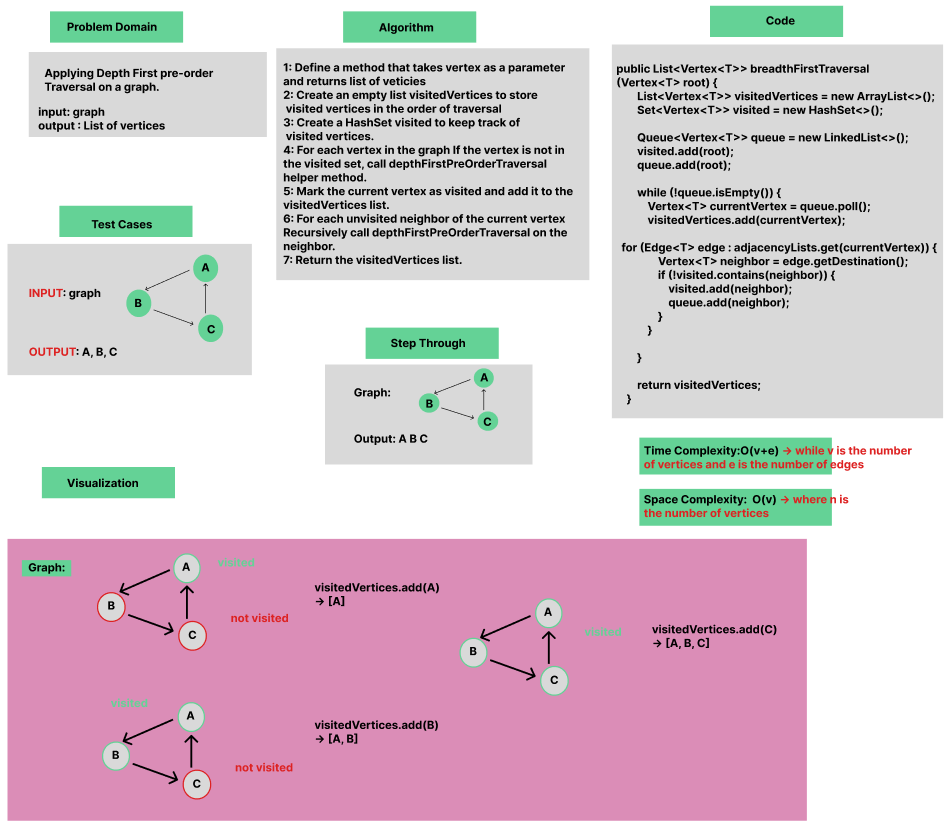 Problem Domain
Applying Depth First pre-order
Traversal on a graph.
input: graph
output : List of vertices
Algorithm
1: Define a method that takes vertex as a parameter
and returns list of veticies
2: Create an empty list visitedVertices to store
visited vertices in the order of traversal
3: Create a HashSet visited to keep track of
visited vertices.
4: For each vertex in the graph If the vertex is not in
the visited set, call depthFirstPreOrderTraversal
helper method.
5: Mark the current vertex as visited and add it to the
visitedVertices list.
6: For each unvisited neighbor of the current vertex
Recursively call depthFirstPreOrderTraversal on the
neighbor.
7: Return the visitedVertices list.
Code
public List<Vertex<T>> breadthFirstTraversal
(Vertex<T> root) {
List<Vertex<T>> visitedVertices = new ArrayList<>();
Set<Vertex<T>> visited = new HashSet<>();
Queue<Vertex<T>> queue = new LinkedList<>();
visited.add(root);
queue.add(root);
while (!queue.isEmpty()) {
Vertex<T> currentVertex = queue.poll();
visitedVertices.add(currentVertex);
for (Edge<T> edge : adjacencyLists.get(currentVertex)) {
Vertex<T> neighbor = edge.getDestination();
if (!visited.contains(neighbor)) {
visited.add(neighbor);
queue.add(neighbor);
}
}
}
return visitedVertices;
}
Test Cases
A
INPUT: graph
B
C
OUTPUT: A, B, C
Step Through
Graph:
A
B
C
Output: A B C
Time Complexity:O(v+e) → while v is the number
of vertices and e is the number of edges
Space Complexity: O(v) → where n is
the number of vertices
Visualization
Graph:
A
visited
B
C
not visited
visitedVertices.add(A)
→ [A]
visited
A
B
C
not visited
visitedVertices.add(B)
→ [A, B]
A
B
C
visited
visitedVertices.add(C)
→ [A, B, C]